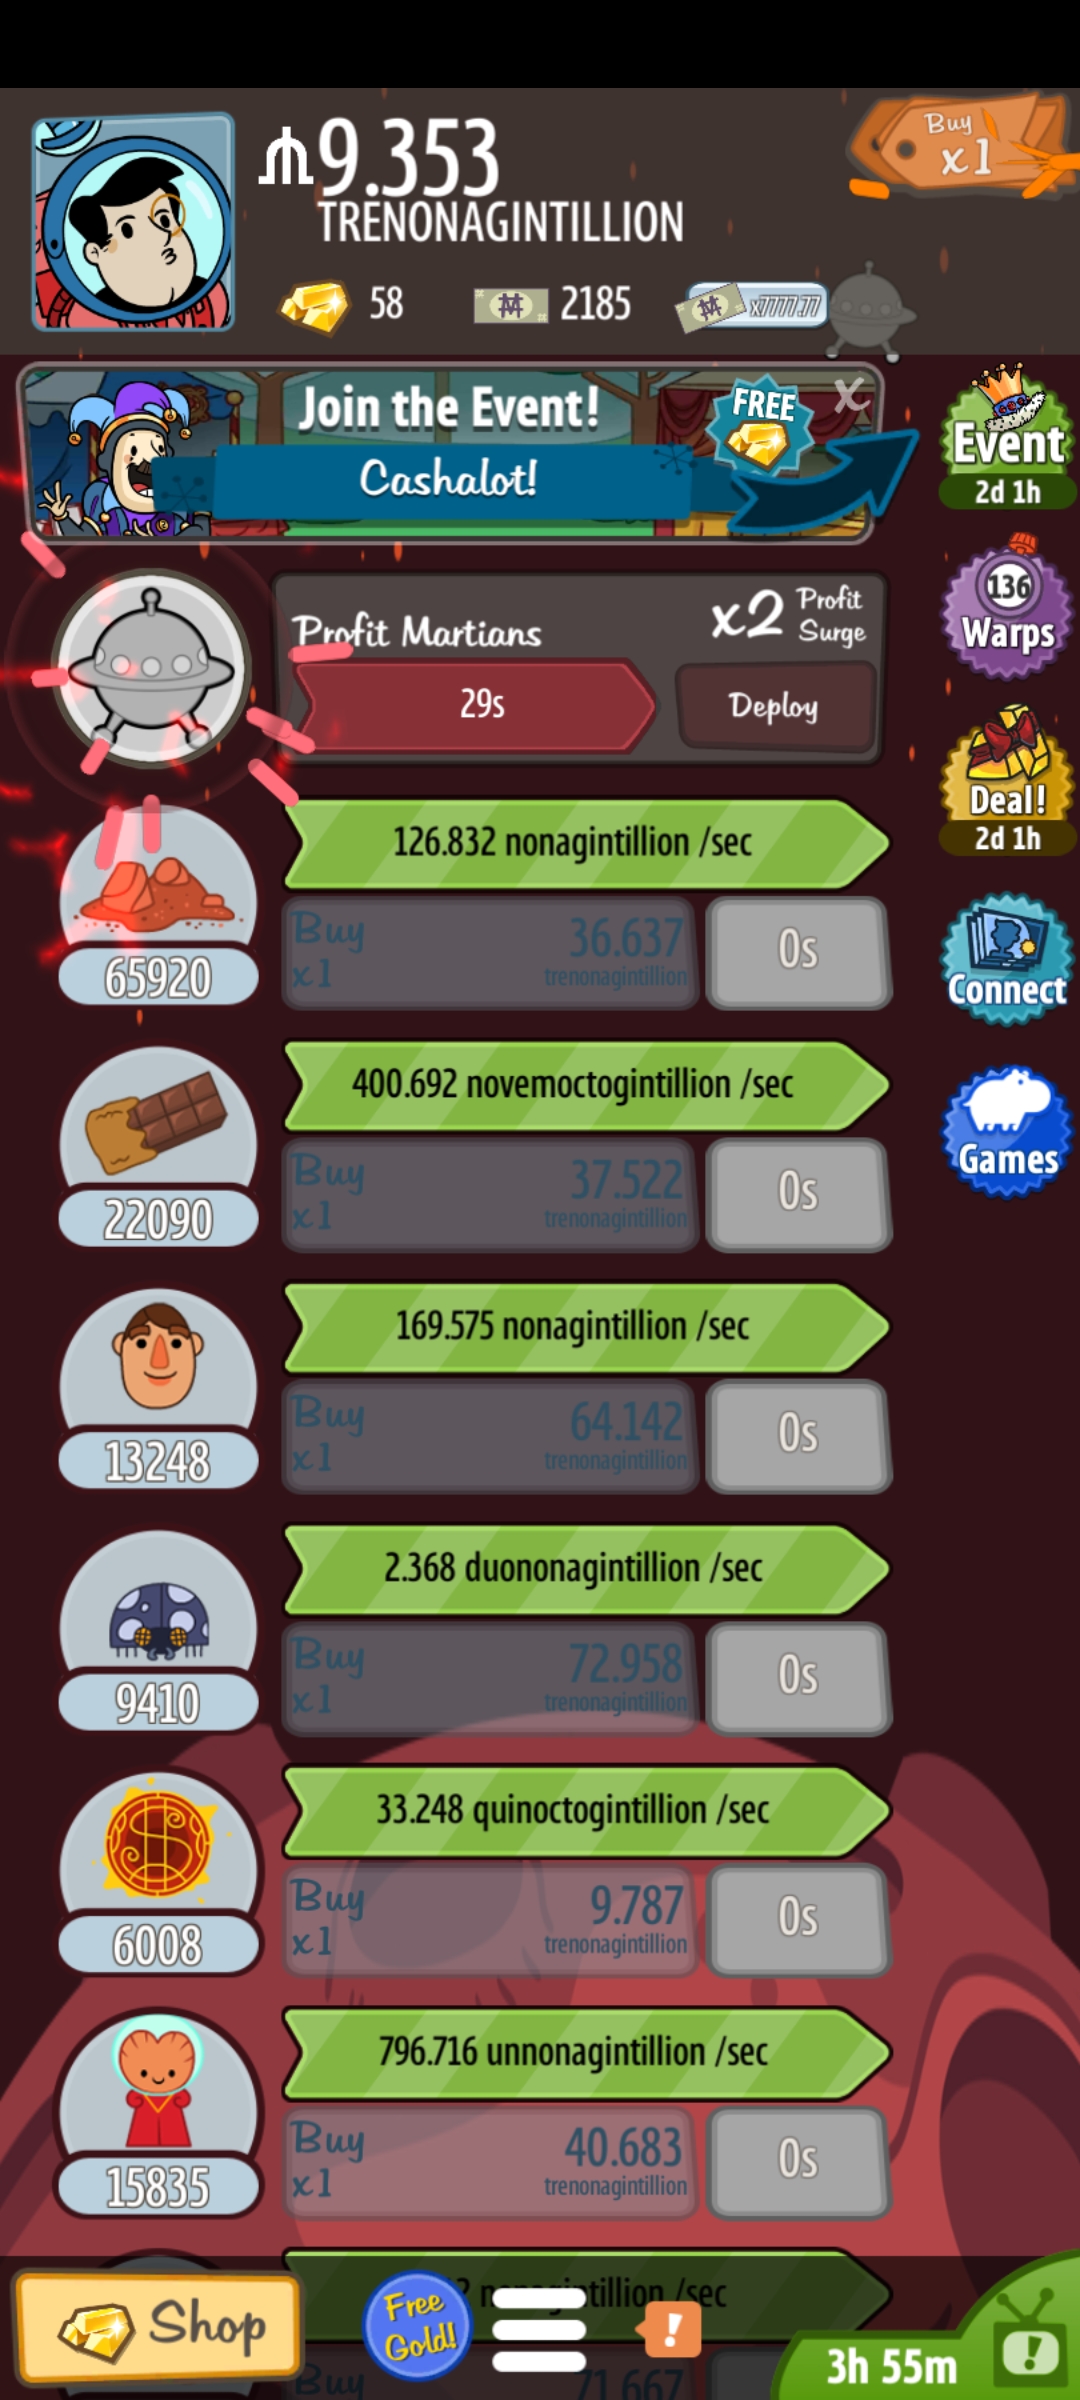 Buy
x1
9.353
TRENONAGINTILLION
58
2185
x7777.77
Join the Event!
FREE
X
Cashalot!
Event
2d 1h
Profit Martians
x2 Profit
Surge
29s
Deploy
136
Warps
Deal!
2d 1h
126.832 nonagintillion /sec
Buy
x1
36.637
trenonagintillion
0s
65920
Connect
400.692 novemoctogintillion /sec
Buy
x1
37.522
trenonagintillion
0s
22090
Games
169.575 nonagintillion /sec
Buy
x1
64.142
trenonagintillion
0s
13248
2.368 duononagintillion /sec
Buy
x1
72.958
trenonagintillion
0s
9410
33.248 quinoctogintillion /sec
Buy
x1
9.787
trenonagintillion
0s
6008
796.716 unnonagintillion /sec
Buy
x1
40.683
trenonagintillion
0s
15835
/sec
Shop
Free
Gold!
!
Buy
71.667
3h 55m
!